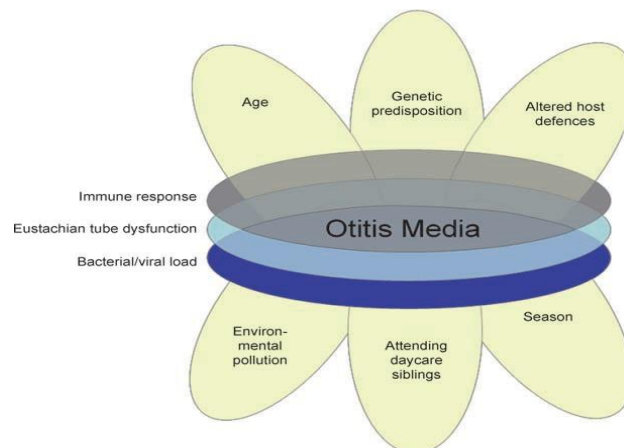 Age
Genetic
predisposition
Altered host
defences
Immune response
Eustachian tube dysfunction
Otitis Media
Bacterial/viral load
Environ-
mental
pollution
Attending
daycare
siblings
Season